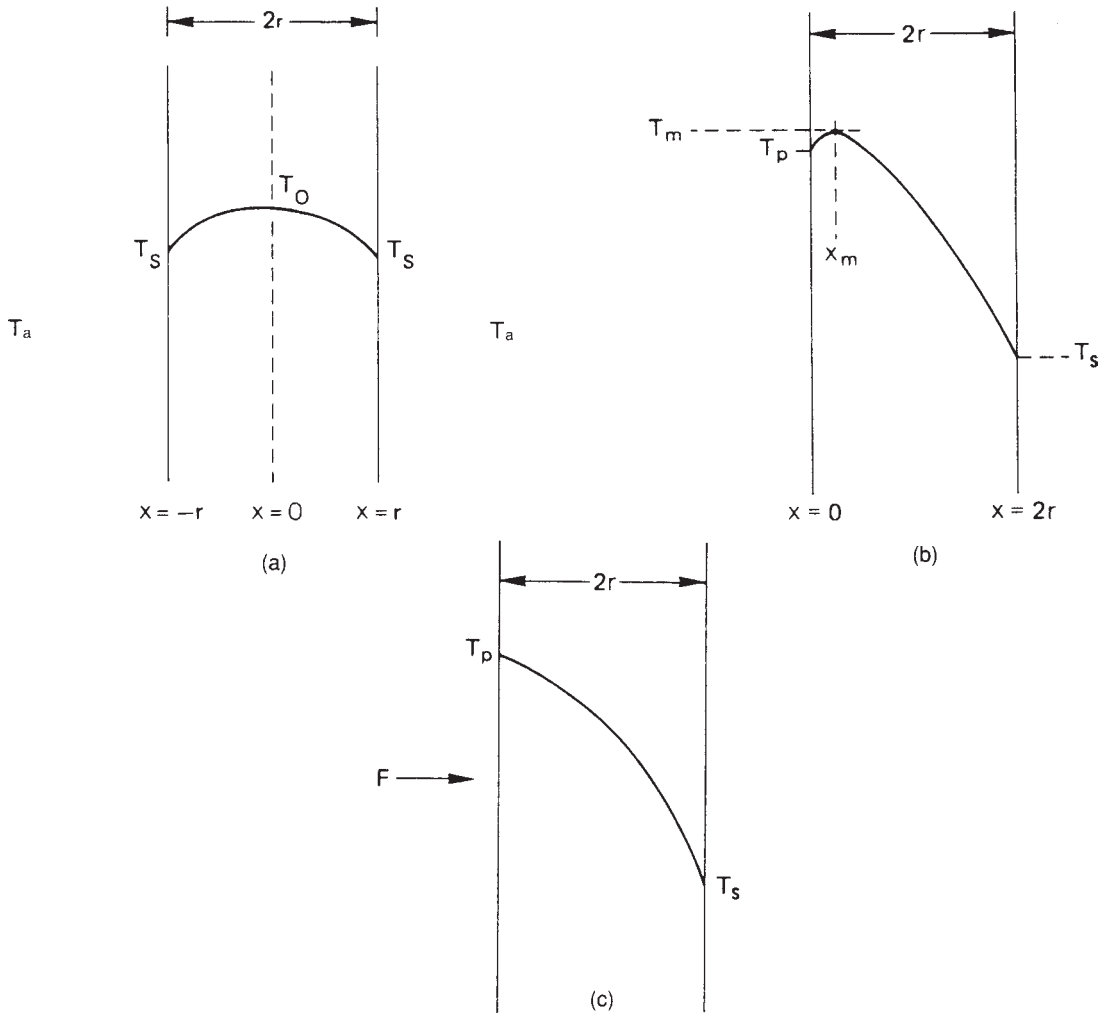 2r
T_O
T_S
T_S
T_a
x = −r
x = 0
x = r
(a)
2r
T_m
T_p
x_m
T_a
T_s
x = 0
x = 2r
(b)
2r
T_p
F
T_s
(c)